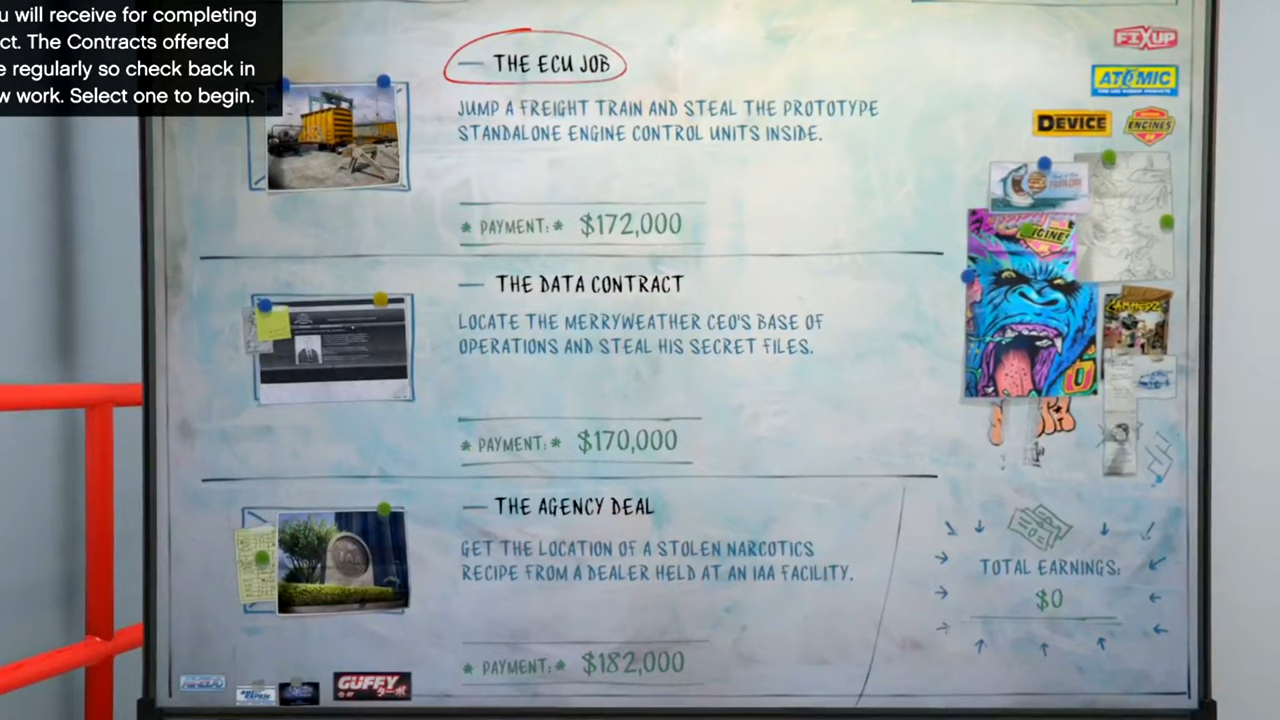 u will receive for completing
ct. The Contracts offered
e regularly so check back in
w work. Select one to begin.
THE ECU JOB
JUMP A FREIGHT TRAIN AND STEAL THE PROTOTYPE
STANDALONE ENGINE CONTROL UNITS INSIDE.
* PAYMENT: * $172,000
THE DATA CONTRACT
LOCATE THE MERRYWEATHER CEO'S BASE OF
OPERATIONS AND STEAL HIS SECRET FILES.
* PAYMENT: * $170,000
THE AGENCY DEAL
GET THE LOCATION OF A STOLEN NARCOTICS
RECIPE FROM A DEALER HELD AT AN IAA FACILITY.
* PAYMENT: * $182,000
FIXUP
ATOMIC
DEVICE
ENGINES
TOTAL EARNINGS:
$0
GUFFY